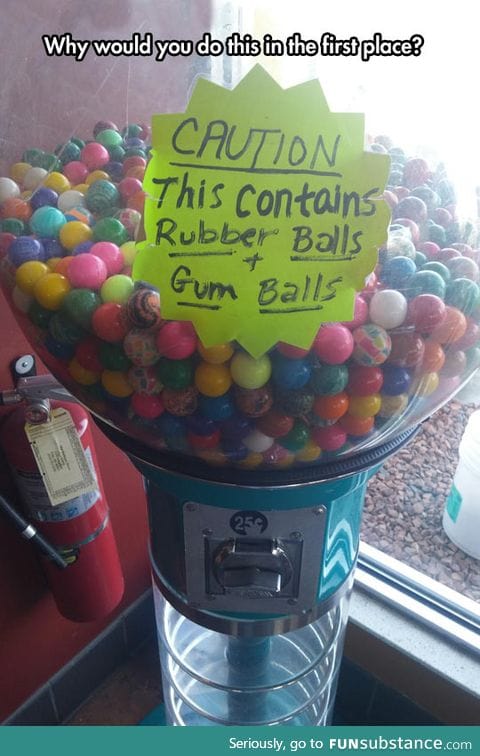 Why would you do this in the first place?
CAUTION
This contains
Rubber Balls
+
Gum Balls
25¢
Seriously, go to FUNsubstance.com